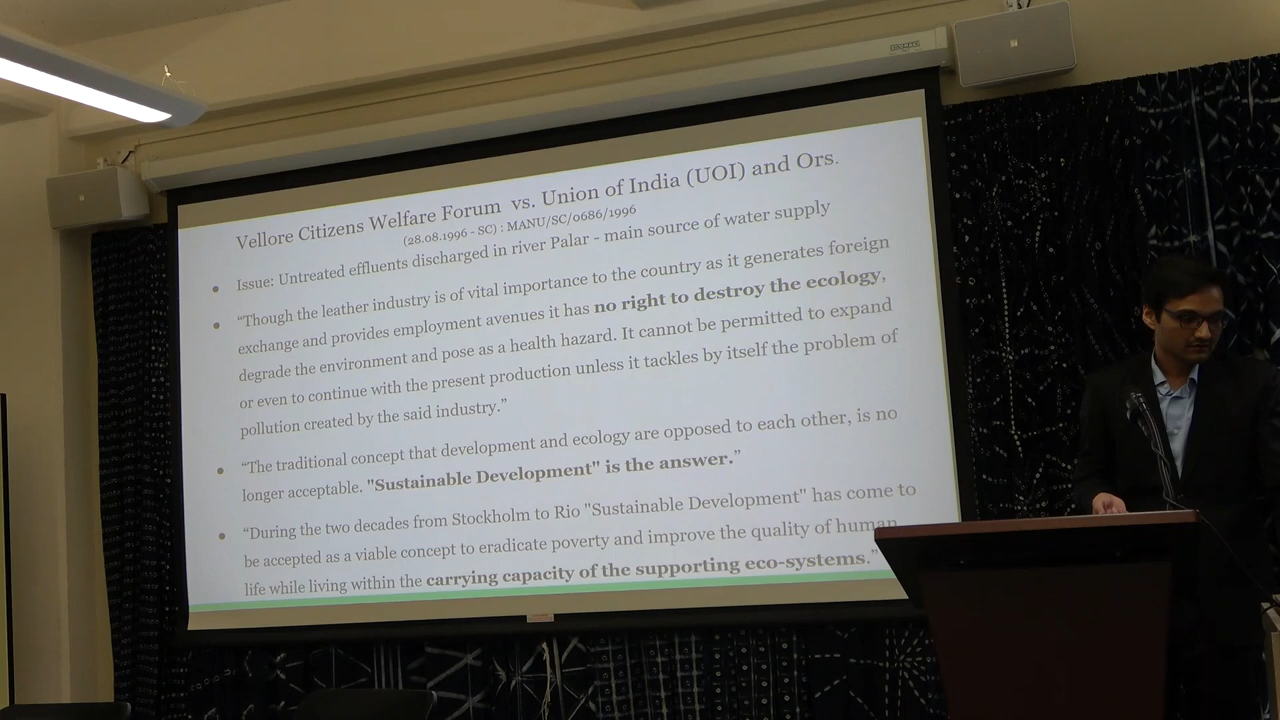 Vellore Citizens Welfare Forum vs. Union of India (UOI) and Ors.
(28.08.1996 - SC) : MANU/SC/0686/1996
• Issue: Untreated effluents discharged in river Palar - main source of water supply
• “Though the leather industry is of vital importance to the country as it generates foreign
exchange and provides employment avenues it has no right to destroy the ecology,
degrade the environment and pose as a health hazard. It cannot be permitted to expand
or even to continue with the present production unless it tackles by itself the problem of
pollution created by the said industry.”
• “The traditional concept that development and ecology are opposed to each other, is no
longer acceptable. "Sustainable Development" is the answer.”
• “During the two decades from Stockholm to Rio "Sustainable Development" has come to
be accepted as a viable concept to eradicate poverty and improve the quality of human
life while living within the carrying capacity of the supporting eco-systems.”